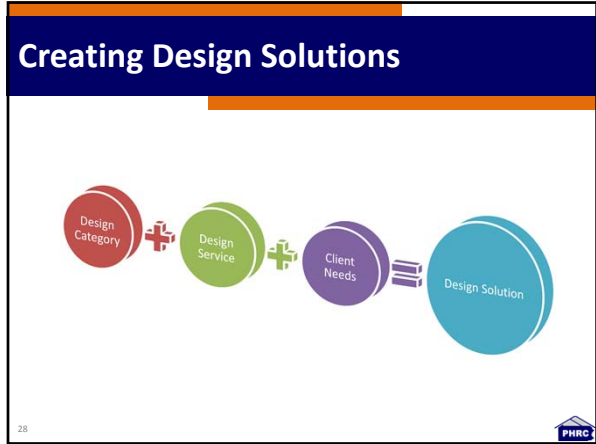 Creating Design Solutions
Design
Category
Design
Service
Client
Needs
Design Solution
28
PHRC